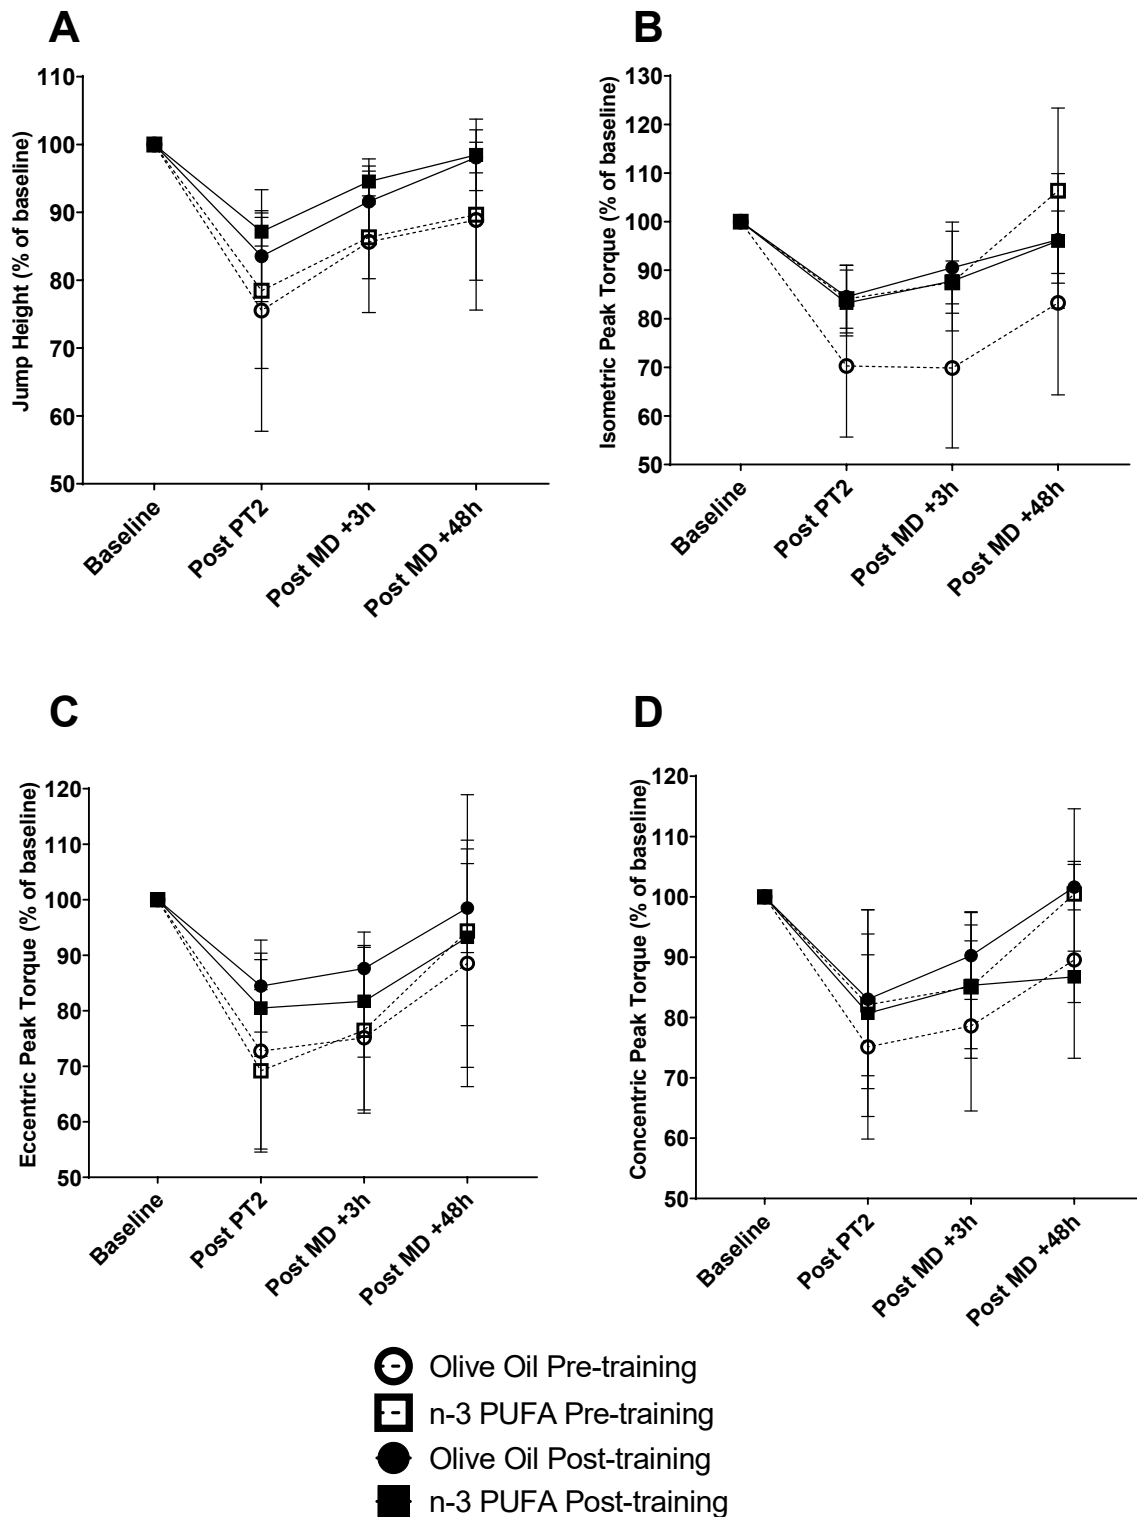 A
Jump Height (% of baseline)
110
100
90
80
70
60
50
Baseline
Post PT2
Post MD +3h
Post MD +48h
B
Isometric Peak Torque (% of baseline)
130
120
110
100
90
80
70
60
50
Baseline
Post PT2
Post MD +3h
Post MD +48h
C
Eccentric Peak Torque (% of baseline)
120
110
100
90
80
70
60
50
Baseline
Post PT2
Post MD +3h
Post MD +48h
D
Concentric Peak Torque (% of baseline)
120
110
100
90
80
70
60
50
Baseline
Post PT2
Post MD +3h
Post MD +48h
Olive Oil Pre-training
n-3 PUFA Pre-training
Olive Oil Post-training
n-3 PUFA Post-training